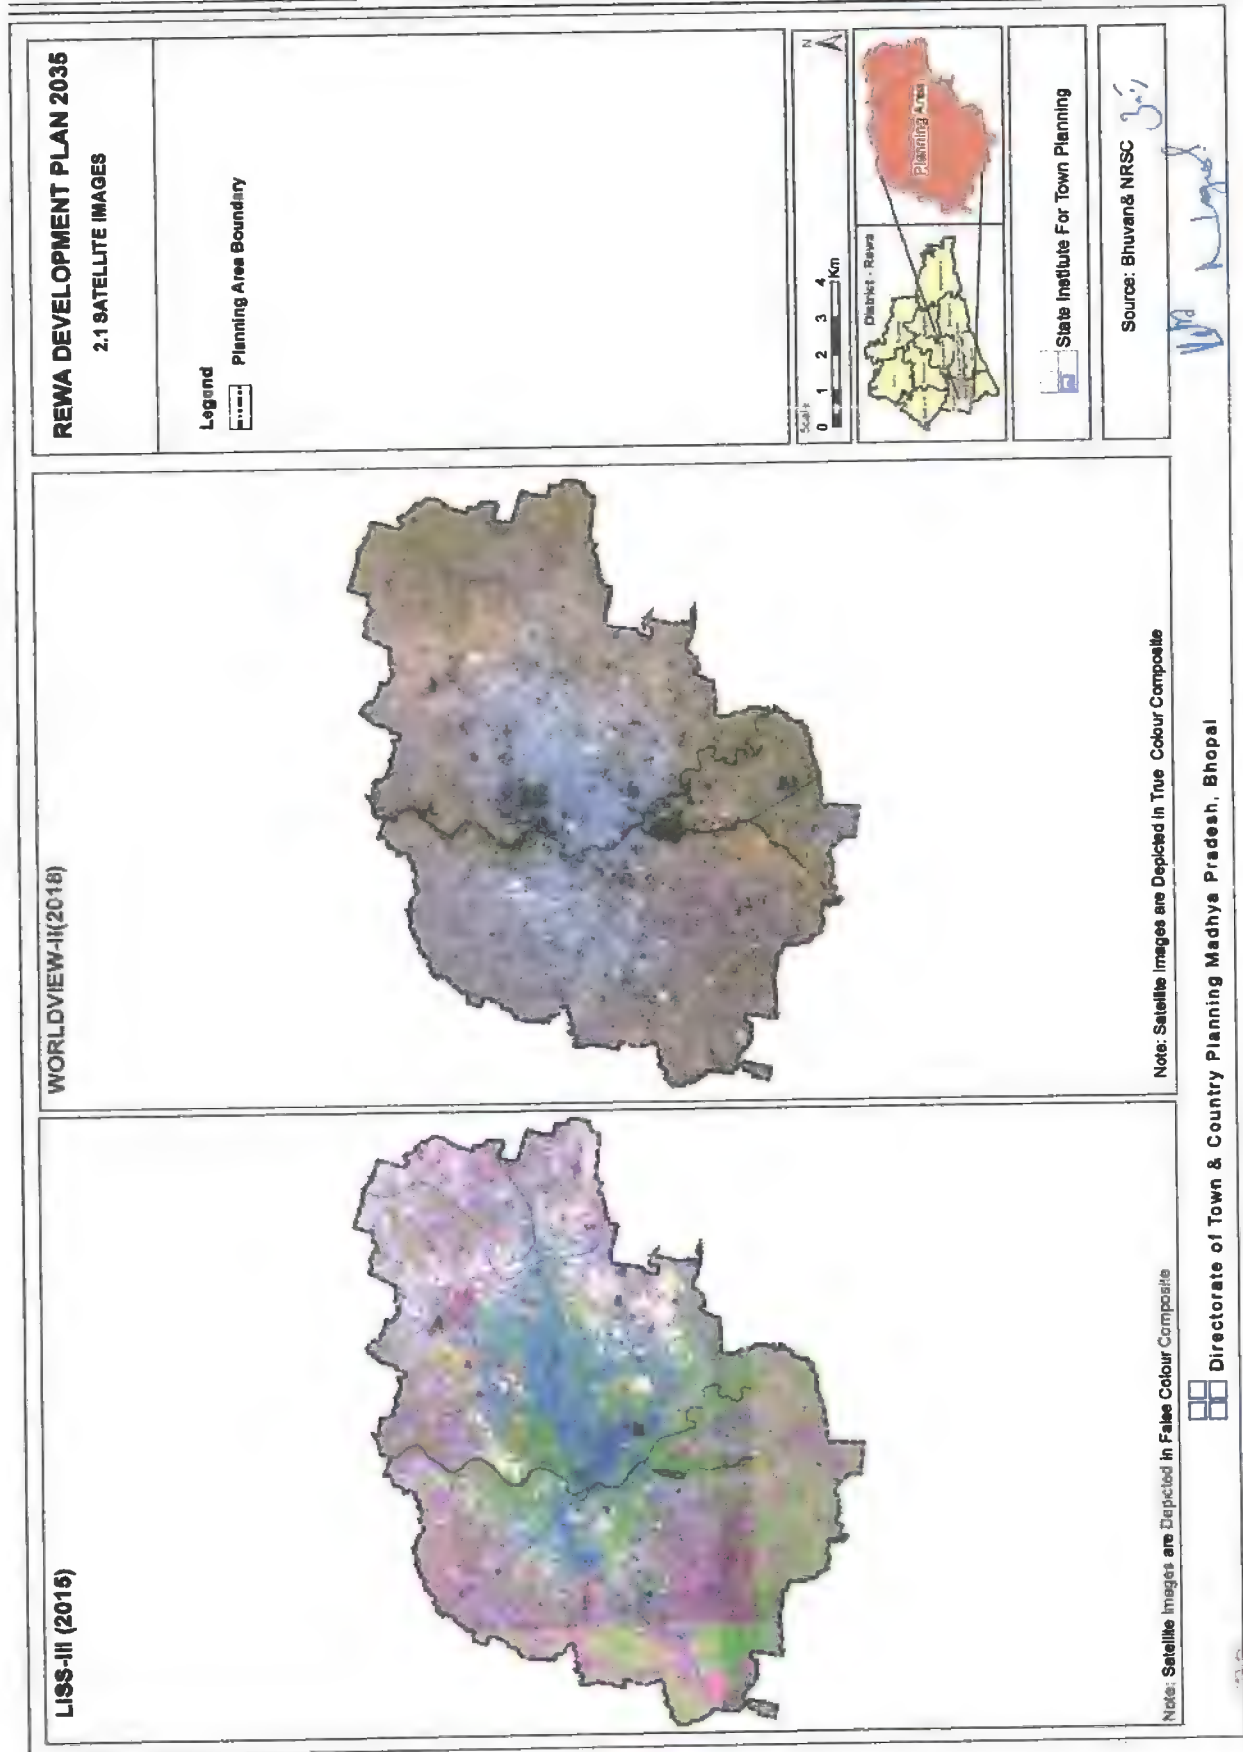 LISS-III (2015)
Note: Satellite Images are Depicted in False Colour Composite
WORLDVIEW-II(2018)
Note: Satellite Images are Depicted in True Colour Composite
REWA DEVELOPMENT PLAN 2035
2.1 SATELLITE IMAGES
Legend
Planning Area Boundary
Scale
0 1 2 3 4
Km
N
District - Rewa
Planning Area
State Institute For Town Planning
Source: Bhuvan& NRSC
Directorate of Town & Country Planning Madhya Pradesh, Bhopal